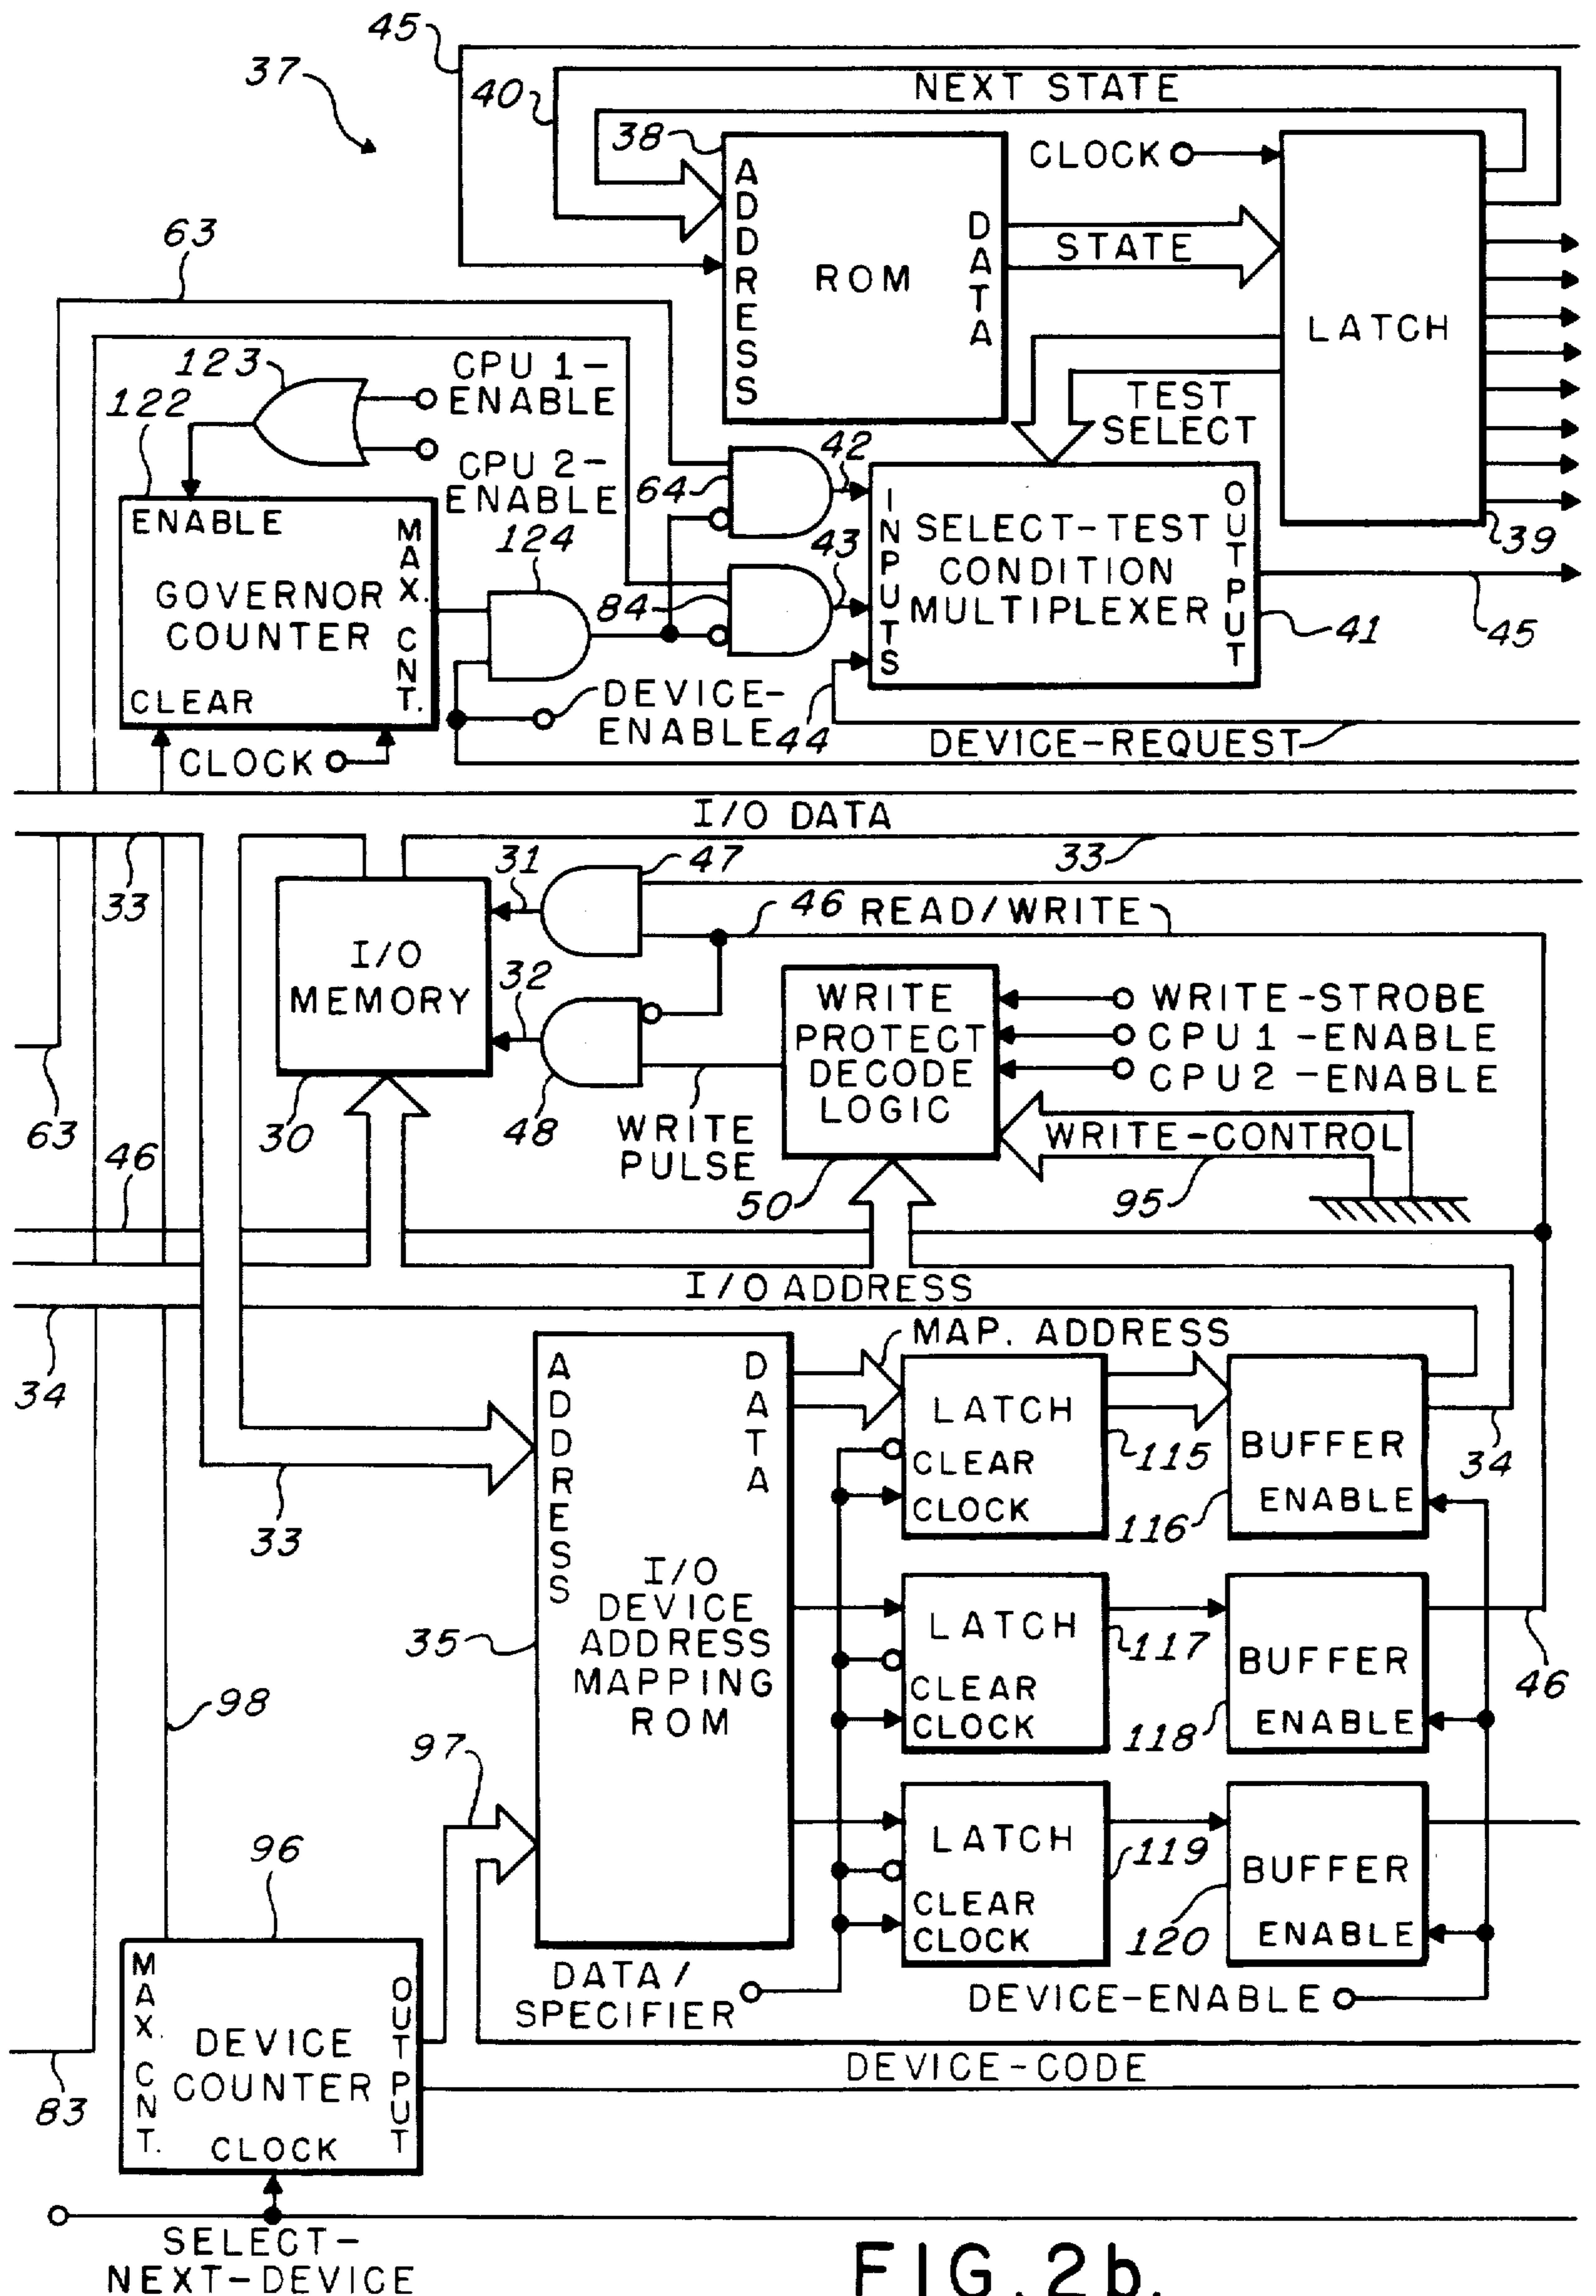 45
37
40
NEXT STATE
38
CLOCK
ADDRESS
DATA
ROM
STATE
LATCH
63
123
CPU 1-
ENABLE
122
TEST
SELECT
CPU 2-
ENABLE
42
64
39
ENABLE
MAX. CNT.
124
INPUTS
SELECT-TEST
CONDITION
MULTIPLEXER
OUTPUT
43
GOVERNOR
COUNTER
84
41
45
CLEAR
DEVICE-
ENABLE
44
CLOCK
DEVICE-REQUEST
I/O DATA
33
31
47
33
46
READ/WRITE
I/O
MEMORY
32
WRITE
PROTECT
DECODE
LOGIC
WRITE-STROBE
CPU 1 -ENABLE
CPU2 -ENABLE
63
30
48
WRITE
PULSE
WRITE-CONTROL
46
50
95
I/O ADDRESS
34
MAP. ADDRESS
ADDRESS
DATA
LATCH
CLEAR
CLOCK
115
BUFFER
ENABLE
34
33
116
I/O
DEVICE
ADDRESS
MAPPING
ROM
35
LATCH
CLEAR
CLOCK
117
BUFFER
ENABLE
46
98
118
97
96
LATCH
CLEAR
CLOCK
119
BUFFER
ENABLE
120
MAX. CNT.
OUTPUT
DATA/
SPECIFIER
DEVICE-ENABLE
DEVICE
COUNTER
DEVICE-CODE
83
CLOCK
SELECT-
NEXT-DEVICE
FIG. 2b.